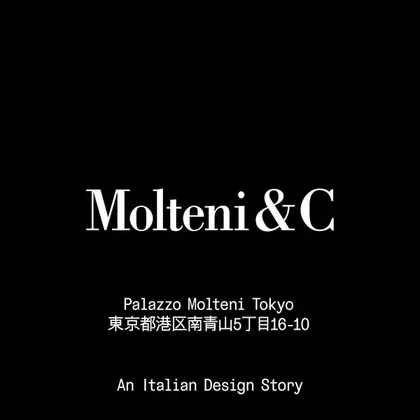 Molteni & C
Palazzo Molteni Tokyo
東京都港区南青山5丁目16-10
An Italian Design Story